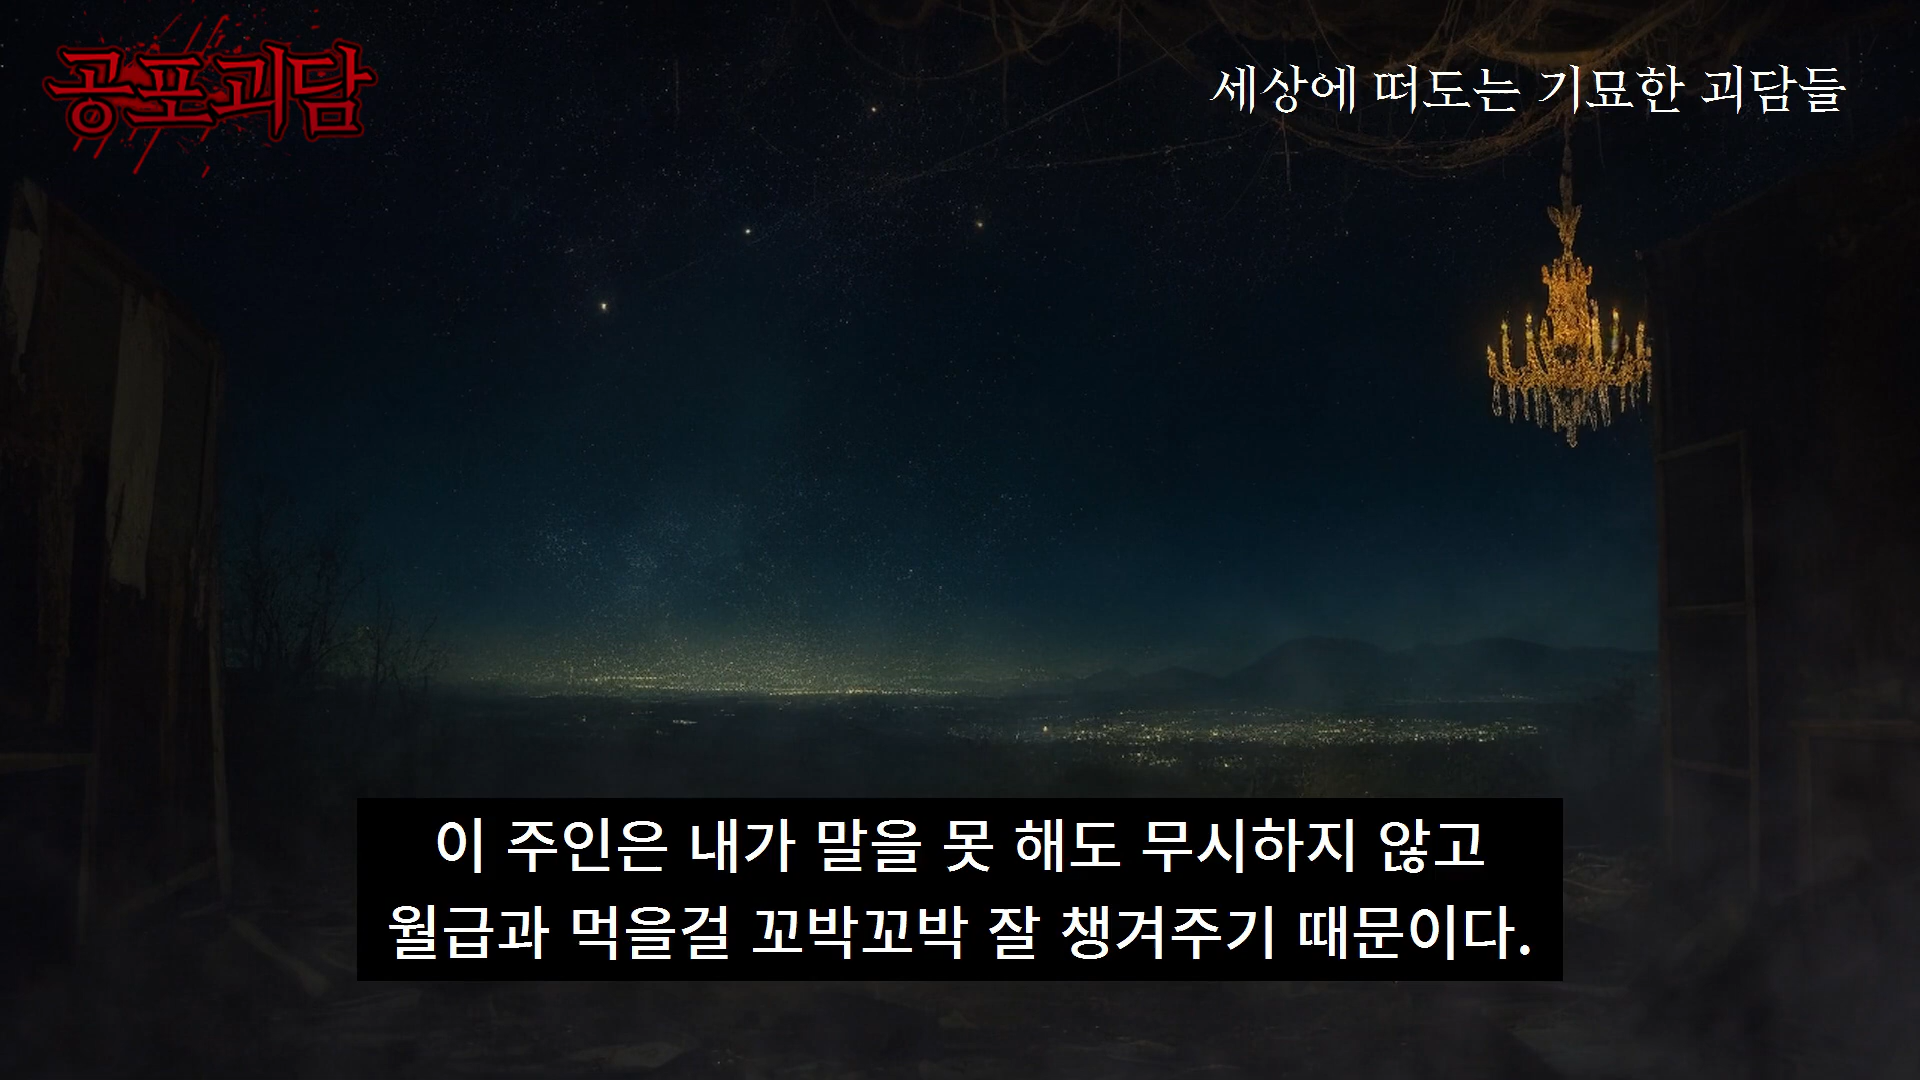 공포괴담
세상에 떠도는 기묘한 괴담들
이 주인은 내가 말을 못 해도 무시하지 않고
월급과 먹을걸 꼬박꼬박 잘 챙겨주기 때문이다.